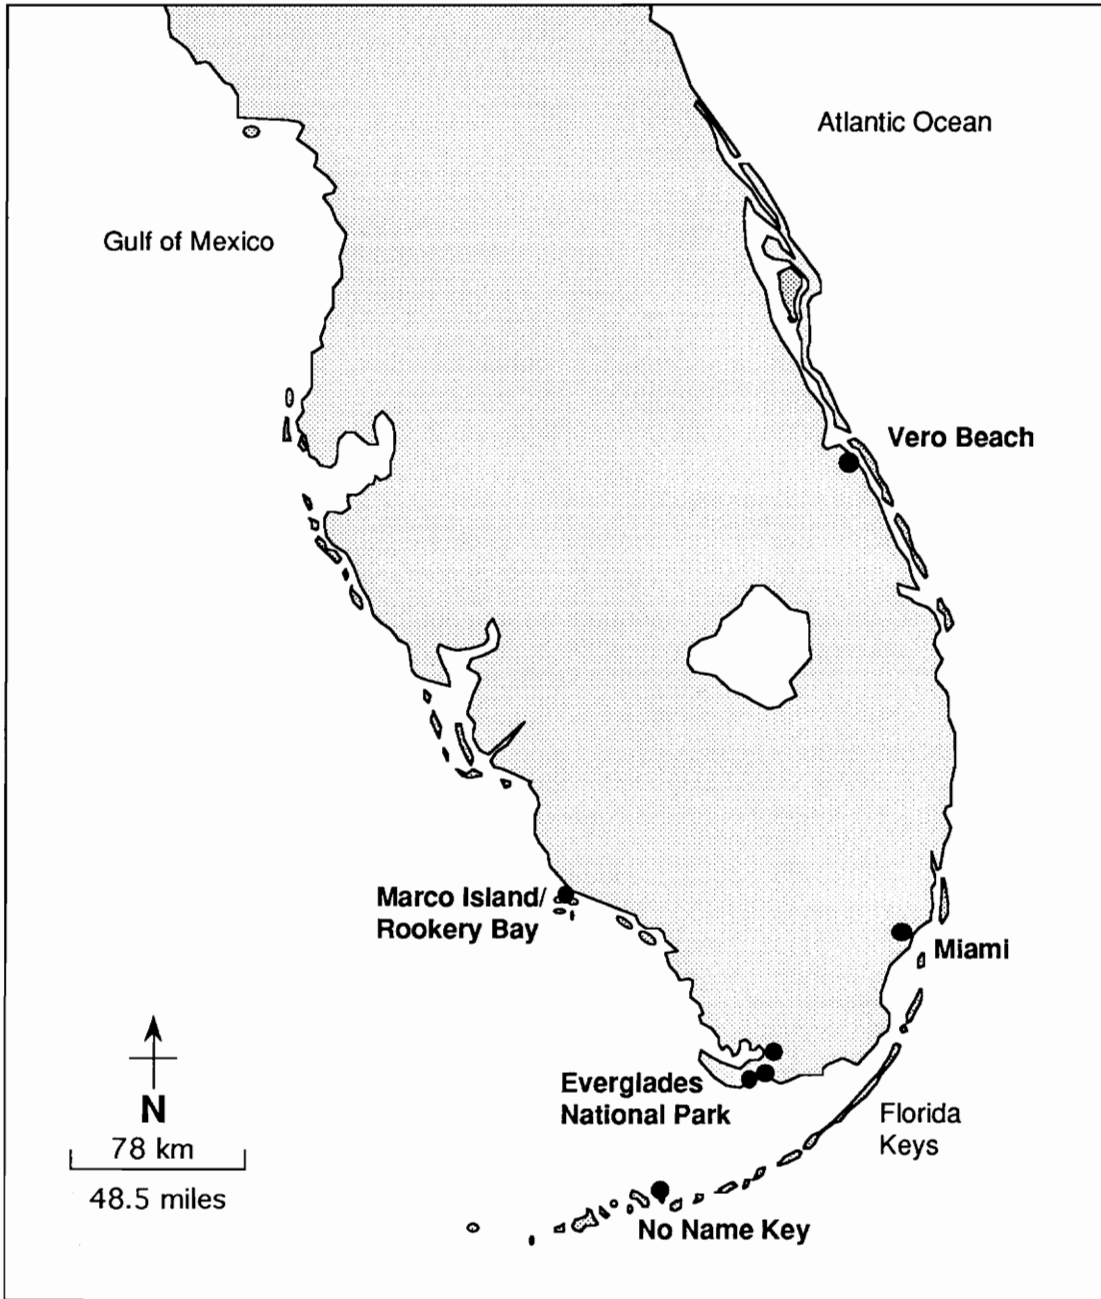 Atlantic Ocean
Gulf of Mexico
Vero Beach
Marco Island/
Rookery Bay
Miami
Everglades
National Park
Florida
Keys
N
78 km
48.5 miles
No Name Key